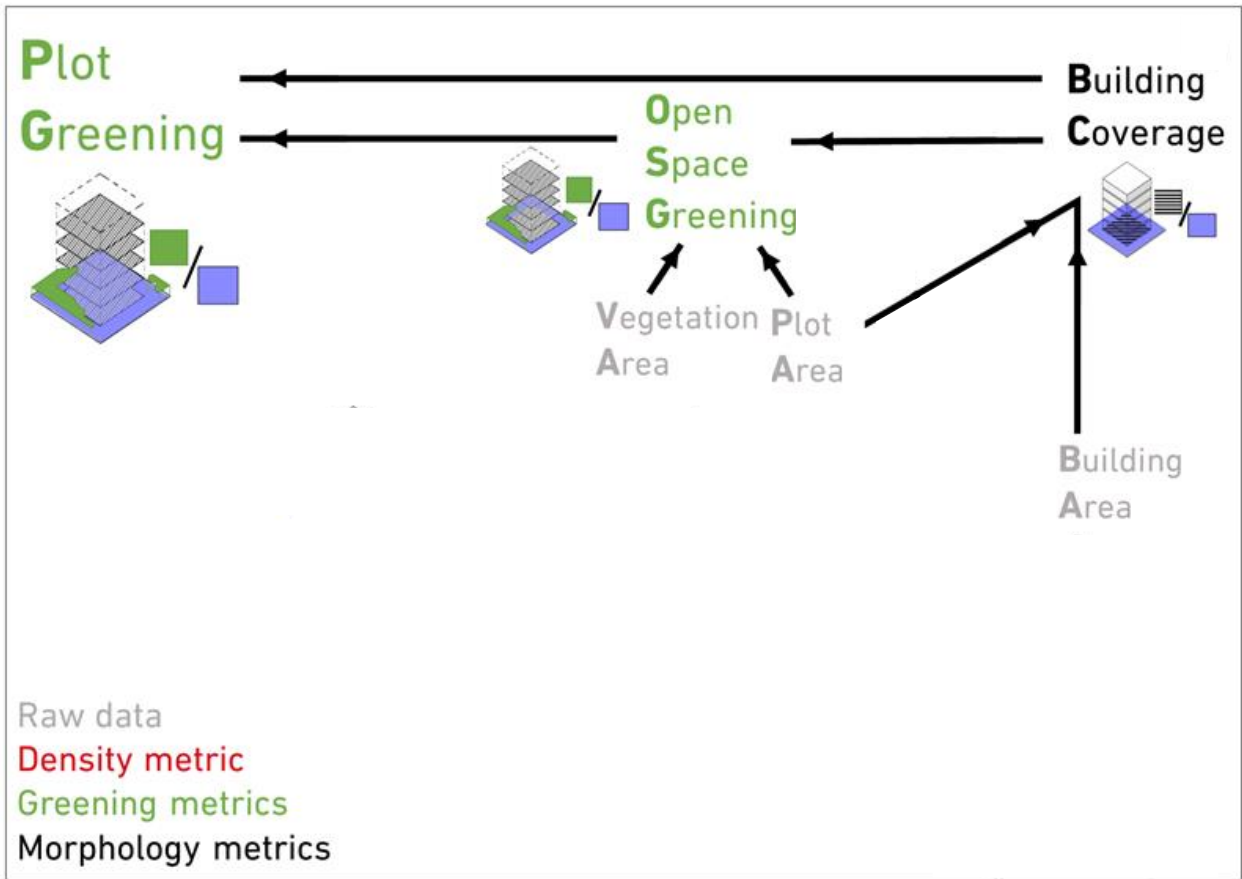 Plot
Greening
Open
Space
Greening
Building
Coverage
Vegetation
Area
Plot
Area
Building
Area
Raw data
Density metric
Greening metrics
Morphology metrics